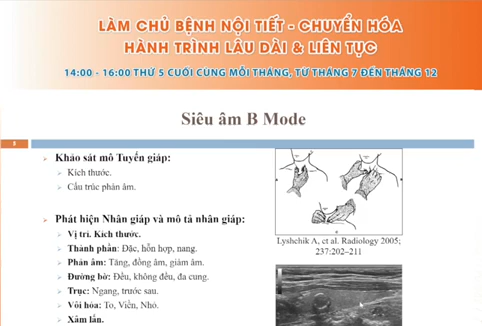 LÀM CHỦ BỆNH NỘI TIẾT - CHUYỂN HÓA
HÀNH TRÌNH LÂU DÀI & LIÊN TỤC
14:00 - 16:00 THỨ 5 CUỐI CÙNG MỖI THÁNG, TỪ THÁNG 7 ĐẾN THÁNG 12
Siêu âm B Mode
8
Khảo sát mô Tuyến giáp:
Kích thước.
Cấu trúc phản âm.
Phát hiện Nhân giáp và mô tả nhân giáp:
Vị trí. Kích thước.
Thành phần: Đặc, hỗn hợp, nang.
Phản âm: Tăng, đồng âm, giảm âm.
Đường bờ: Đều, không đều, đa cung.
Trục: Ngang, trước sau.
Vôi hóa: To, Viền, Nhỏ.
Xâm lấn.
Lyshchik A, et al. Radiology 2005;
237:202–211